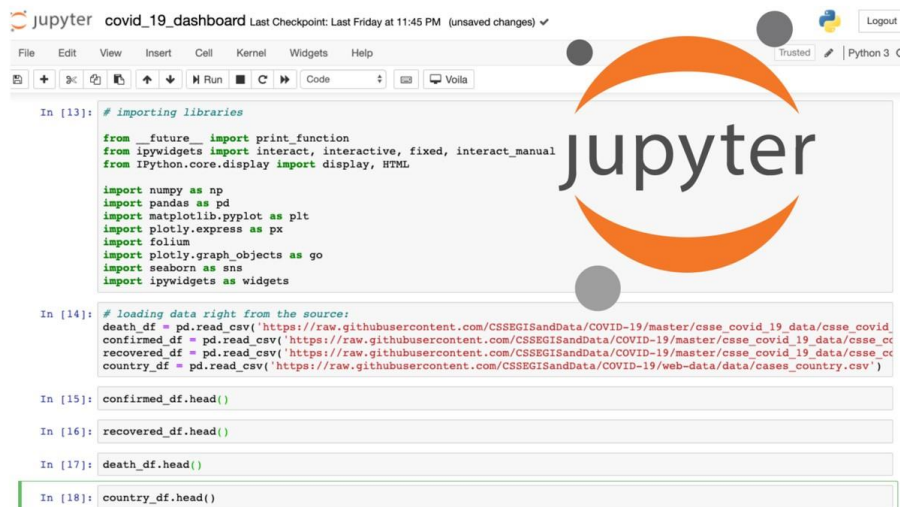 jupyter covid_19_dashboard Last Checkpoint: Last Friday at 11:45 PM (unsaved changes) Logout
File Edit View Insert Cell Kernel Widgets Help Trusted Python 3
Run Code Voila
jupyter
In [13]: # importing libraries
from __future__ import print_function
from ipywidgets import interact, interactive, fixed, interact_manual
from IPython.core.display import display, HTML
import numpy as np
import pandas as pd
import matplotlib.pyplot as plt
import plotly.express as px
import folium
import plotly.graph_objects as go
import seaborn as sns
import ipywidgets as widgets
In [14]: # loading data right from the source:
death_df = pd.read_csv('https://raw.githubusercontent.com/CSSEGISandData/COVID-19/master/csse_covid_19_data/csse_covid_
confirmed_df = pd.read_csv('https://raw.githubusercontent.com/CSSEGISandData/COVID-19/master/csse_covid_19_data/csse_co
recovered_df = pd.read_csv('https://raw.githubusercontent.com/CSSEGISandData/COVID-19/master/csse_covid_19_data/csse_co
country_df = pd.read_csv('https://raw.githubusercontent.com/CSSEGISandData/COVID-19/web-data/data/cases_country.csv')
In [15]: confirmed_df.head()
In [16]: recovered_df.head()
In [17]: death_df.head()
In [18]: country_df.head()